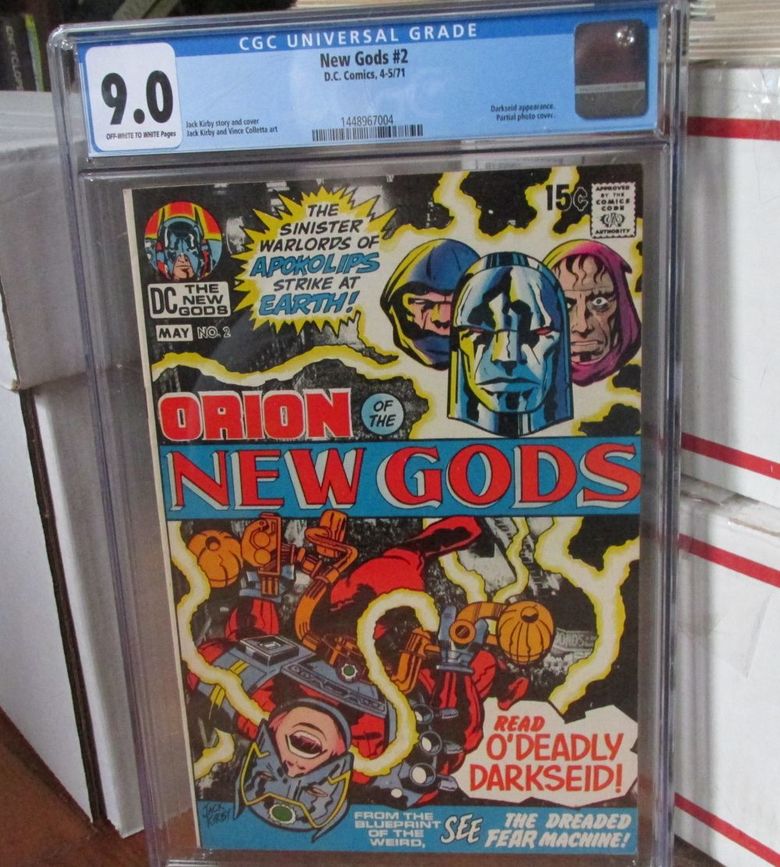 CGC UNIVERSAL GRADE
9.0
OFF-WHITE TO WHITE Pages
New Gods #2
D.C. Comics, 4-5/71
Jack Kirby story and cover
Jack Kirby and Vince Colletta art
1448967004
Darkseid appearance.
Partial photo cover.
THE
SINISTER
WARLORDS OF
APOKOLIPS
STRIKE AT
EARTH!
15¢
APPROVED
BY THE
COMICS
CODE
AUTHORITY
DC THE
NEW
GODS
MAY NO. 2
ORION OF
THE
NEW GODS
READ
O'DEADLY
DARKSEID!
JACK
KIRBY
FROM THE
BLUEPRINT
OF THE
WEIRD,
SEE THE DREADED
FEAR MACHINE!